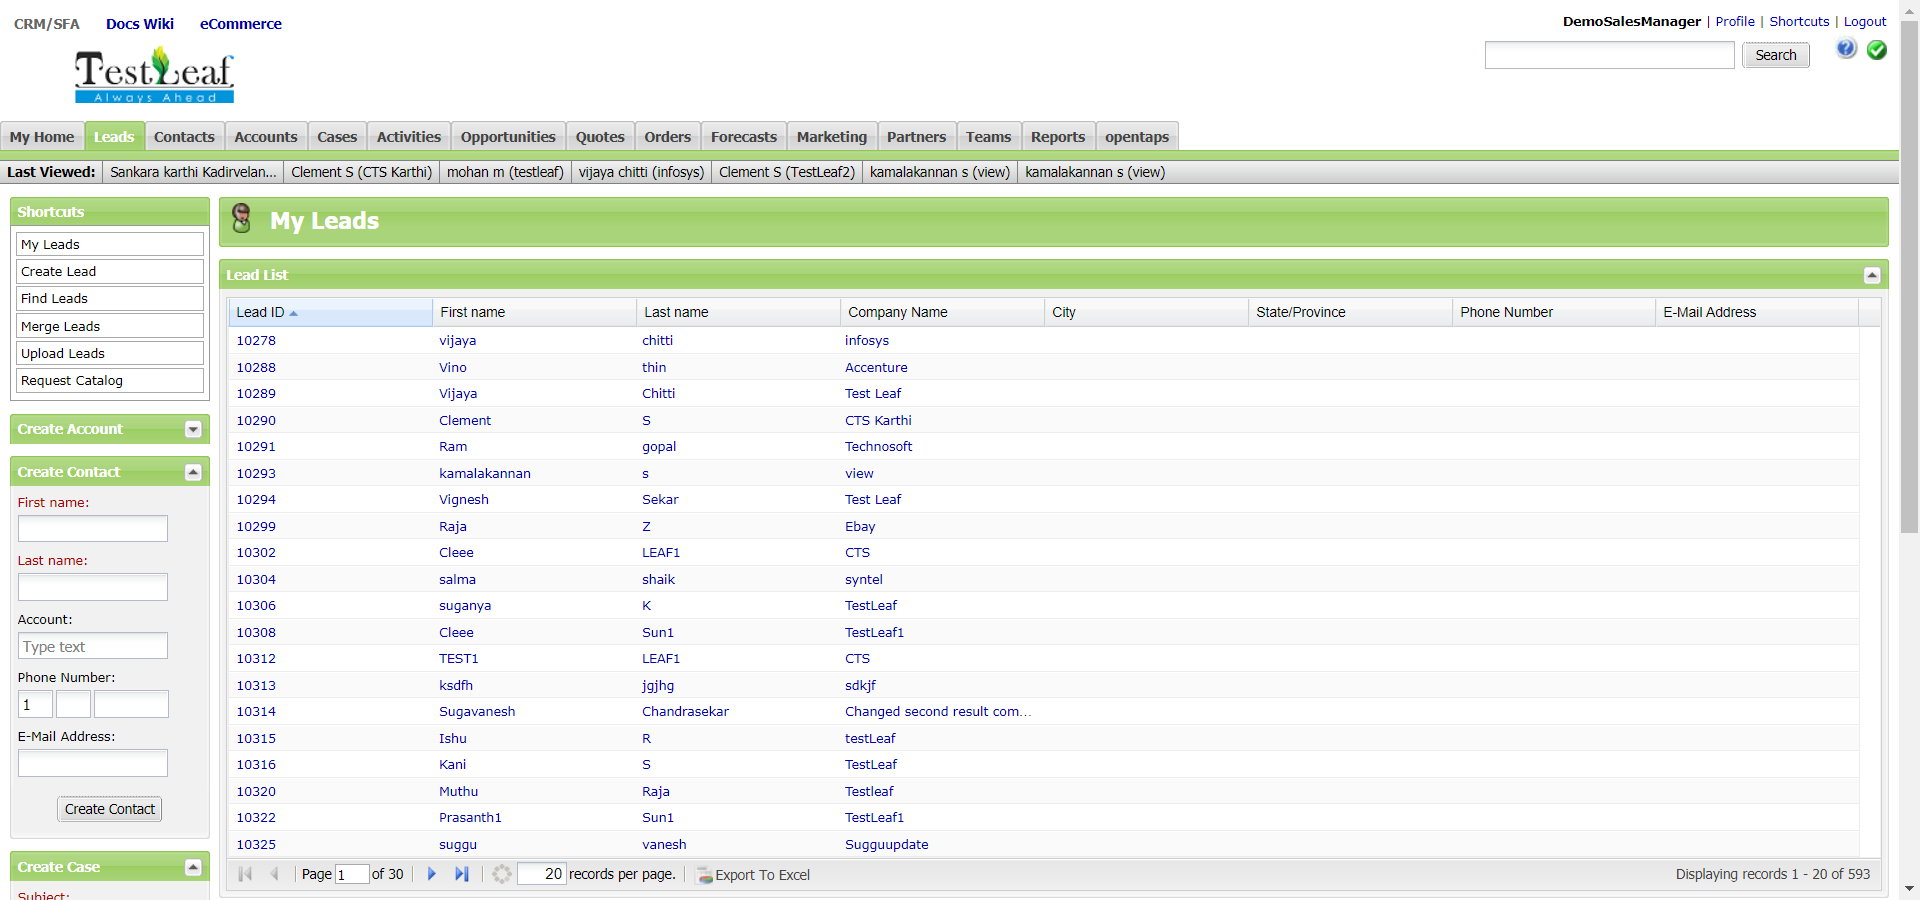 CRM/SFA Docs Wiki eCommerce
DemoSalesManager | Profile | Shortcuts | Logout
Search
TestLeaf
Always Ahead
My Home Leads Contacts Accounts Cases Activities Opportunities Quotes Orders Forecasts Marketing Partners Teams Reports opentaps
Last Viewed: Sankara karthi Kadirvelan... Clement S (CTS Karthi) mohan m (testleaf) vijaya chitti (infosys) Clement S (TestLeaf2) kamalakannan s (view) kamalakannan s (view)
Shortcuts
My Leads
Create Lead
Find Leads
Merge Leads
Upload Leads
Request Catalog
Create Account
Create Contact
First name:
Last name:
Account:
Type text
Phone Number:
1
E-Mail Address:
Create Contact
Create Case
Subject:
My Leads
Lead List
Lead ID First name Last name Company Name City State/Province Phone Number E-Mail Address
10278 vijaya chitti infosys
10288 Vino thin Accenture
10289 Vijaya Chitti Test Leaf
10290 Clement S CTS Karthi
10291 Ram gopal Technosoft
10293 kamalakannan s view
10294 Vignesh Sekar Test Leaf
10299 Raja Z Ebay
10302 Cleee LEAF1 CTS
10304 salma shaik syntel
10306 suganya K TestLeaf
10308 Cleee Sun1 TestLeaf1
10312 TEST1 LEAF1 CTS
10313 ksdfh jgjhg sdkjf
10314 Sugavanesh Chandrasekar Changed second result com...
10315 Ishu R testLeaf
10316 Kani S TestLeaf
10320 Muthu Raja Testleaf
10322 Prasanth1 Sun1 TestLeaf1
10325 suggu vanesh Sugguupdate
Page 1 of 30 20 records per page. Export To Excel Displaying records 1 - 20 of 593